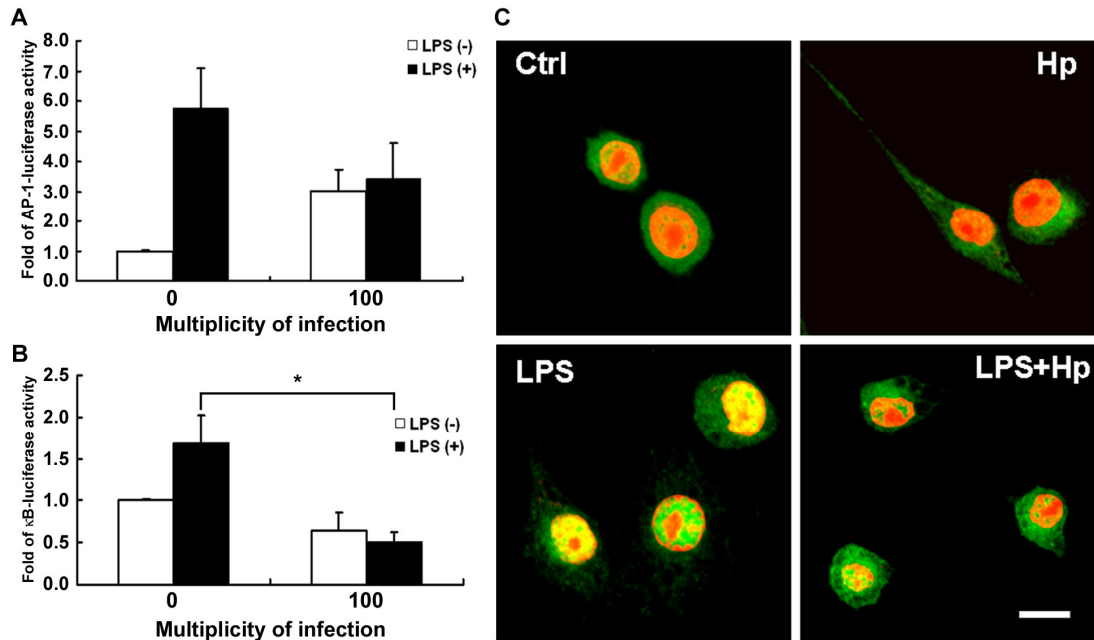 A
Fold of AP-1-luciferase activity
8.0
7.0
6.0
5.0
4.0
3.0
2.0
1.0
0.0
LPS (-)
LPS (+)
0
100
Multiplicity of infection
B
Fold of κB-luciferase activity
2.5
2.0
1.5
1.0
0.5
0.0
*
LPS (-)
LPS (+)
0
100
Multiplicity of infection
C
Ctrl
Hp
LPS
LPS+Hp